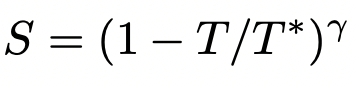 S = (1 − T/T*)^γ